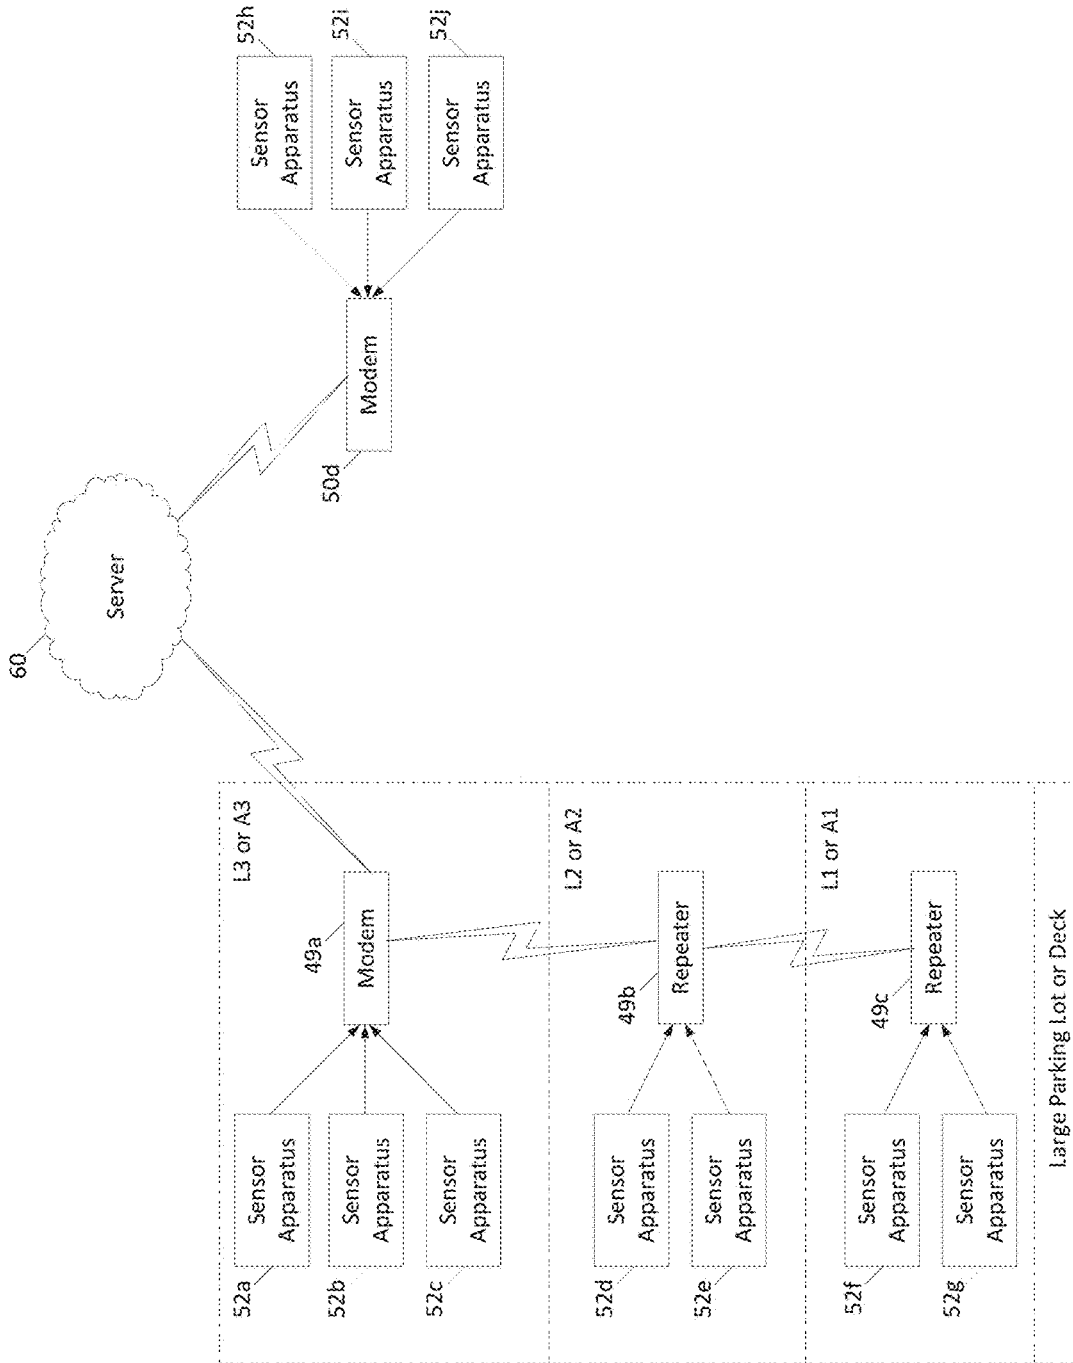 60
Server
52h
Sensor
Apparatus
52i
Sensor
Apparatus
52j
Sensor
Apparatus
Modem
50d
L3 or A3
49a
Modem
52a
Sensor
Apparatus
52b
Sensor
Apparatus
52c
Sensor
Apparatus
L2 or A2
49b
Repeater
52d
Sensor
Apparatus
52e
Sensor
Apparatus
L1 or A1
49c
Repeater
52f
Sensor
Apparatus
52g
Sensor
Apparatus
Large Parking Lot or Deck